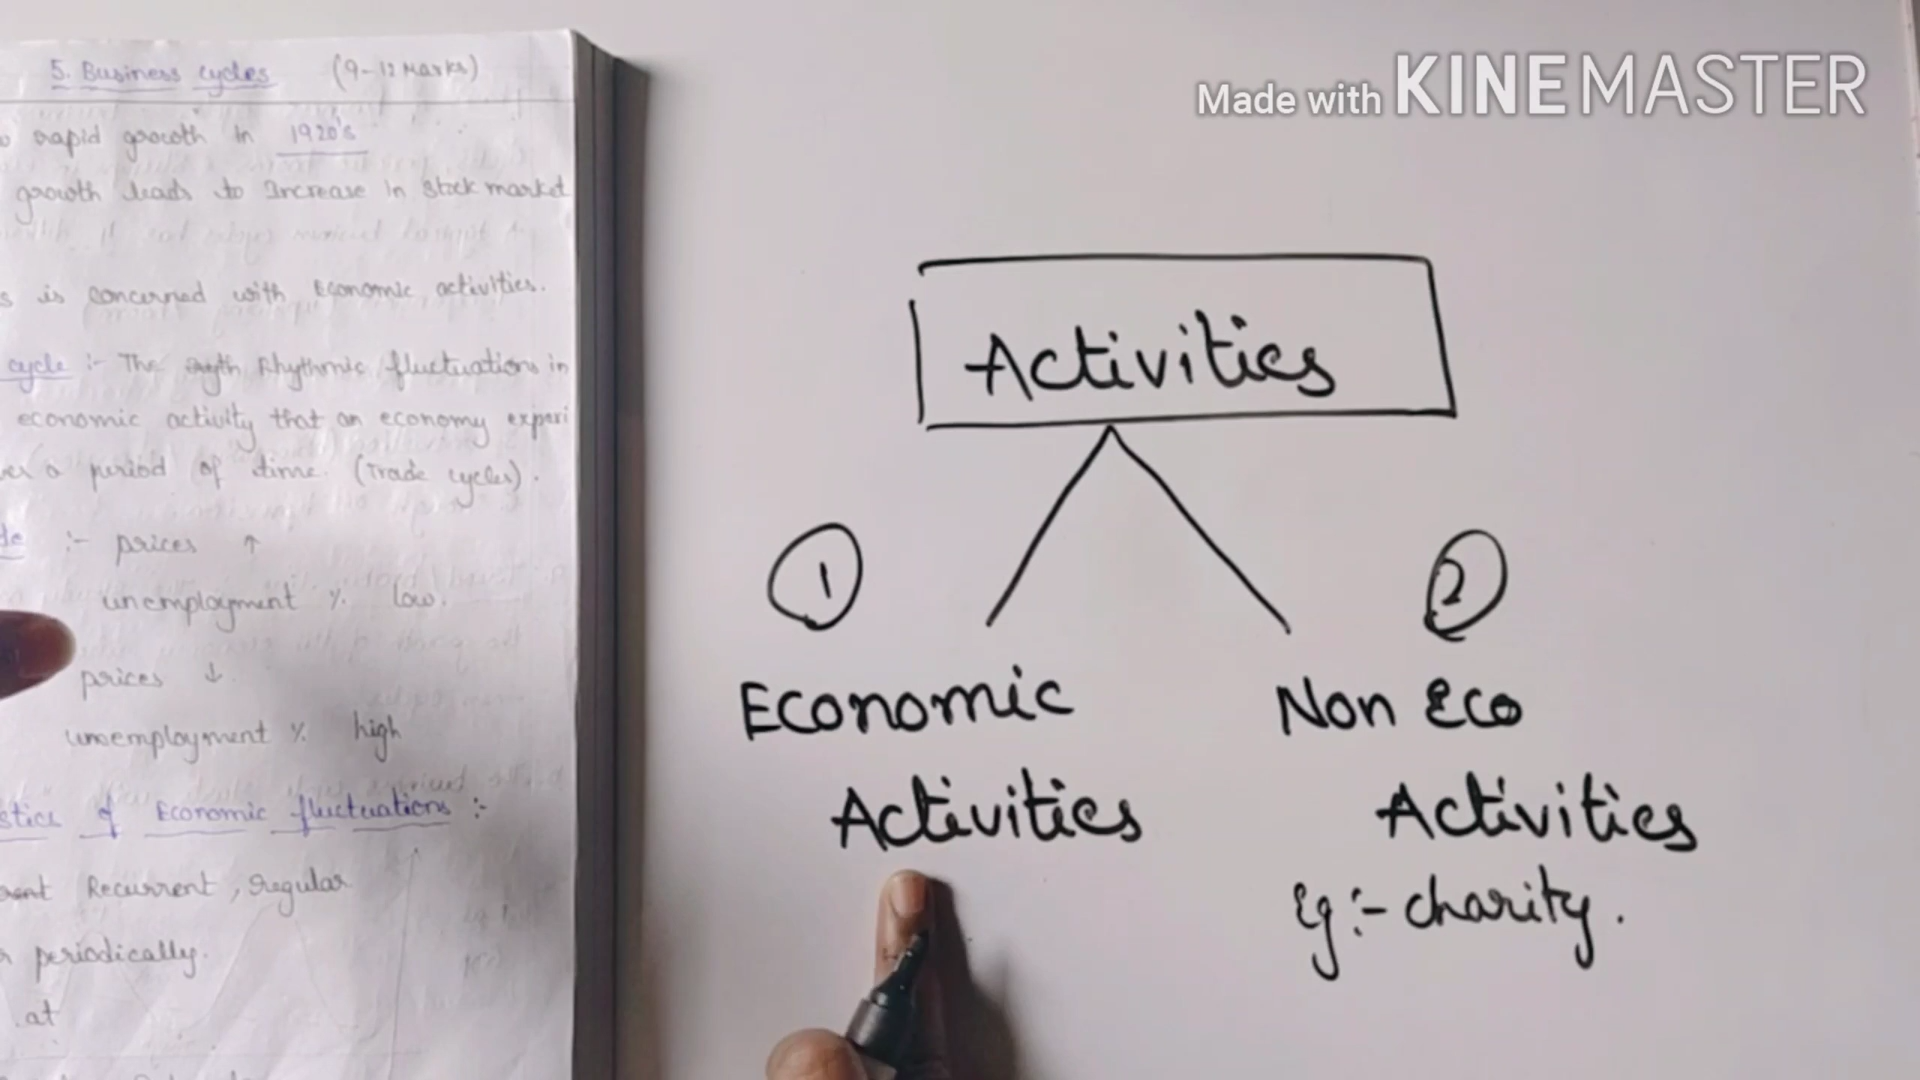 5. Business cycles (9-12 Marks)
rapid growth in 1920's
growth leads to Increase in stock market
is concerned with Economic activities.
cycle :- The Rhythmic fluctuations in
economic activity that an economy experi
a period of time. (Trade cycles).
:- prices ↑
unemployment % low.
prices ↓
unemployment % high
of Economic fluctuations :-
Recurrent, regular
periodically.
at
Made with KINEMASTER
Activities
1
2
Economic
Activities
Non Eco
Activities
Eg :- charity.